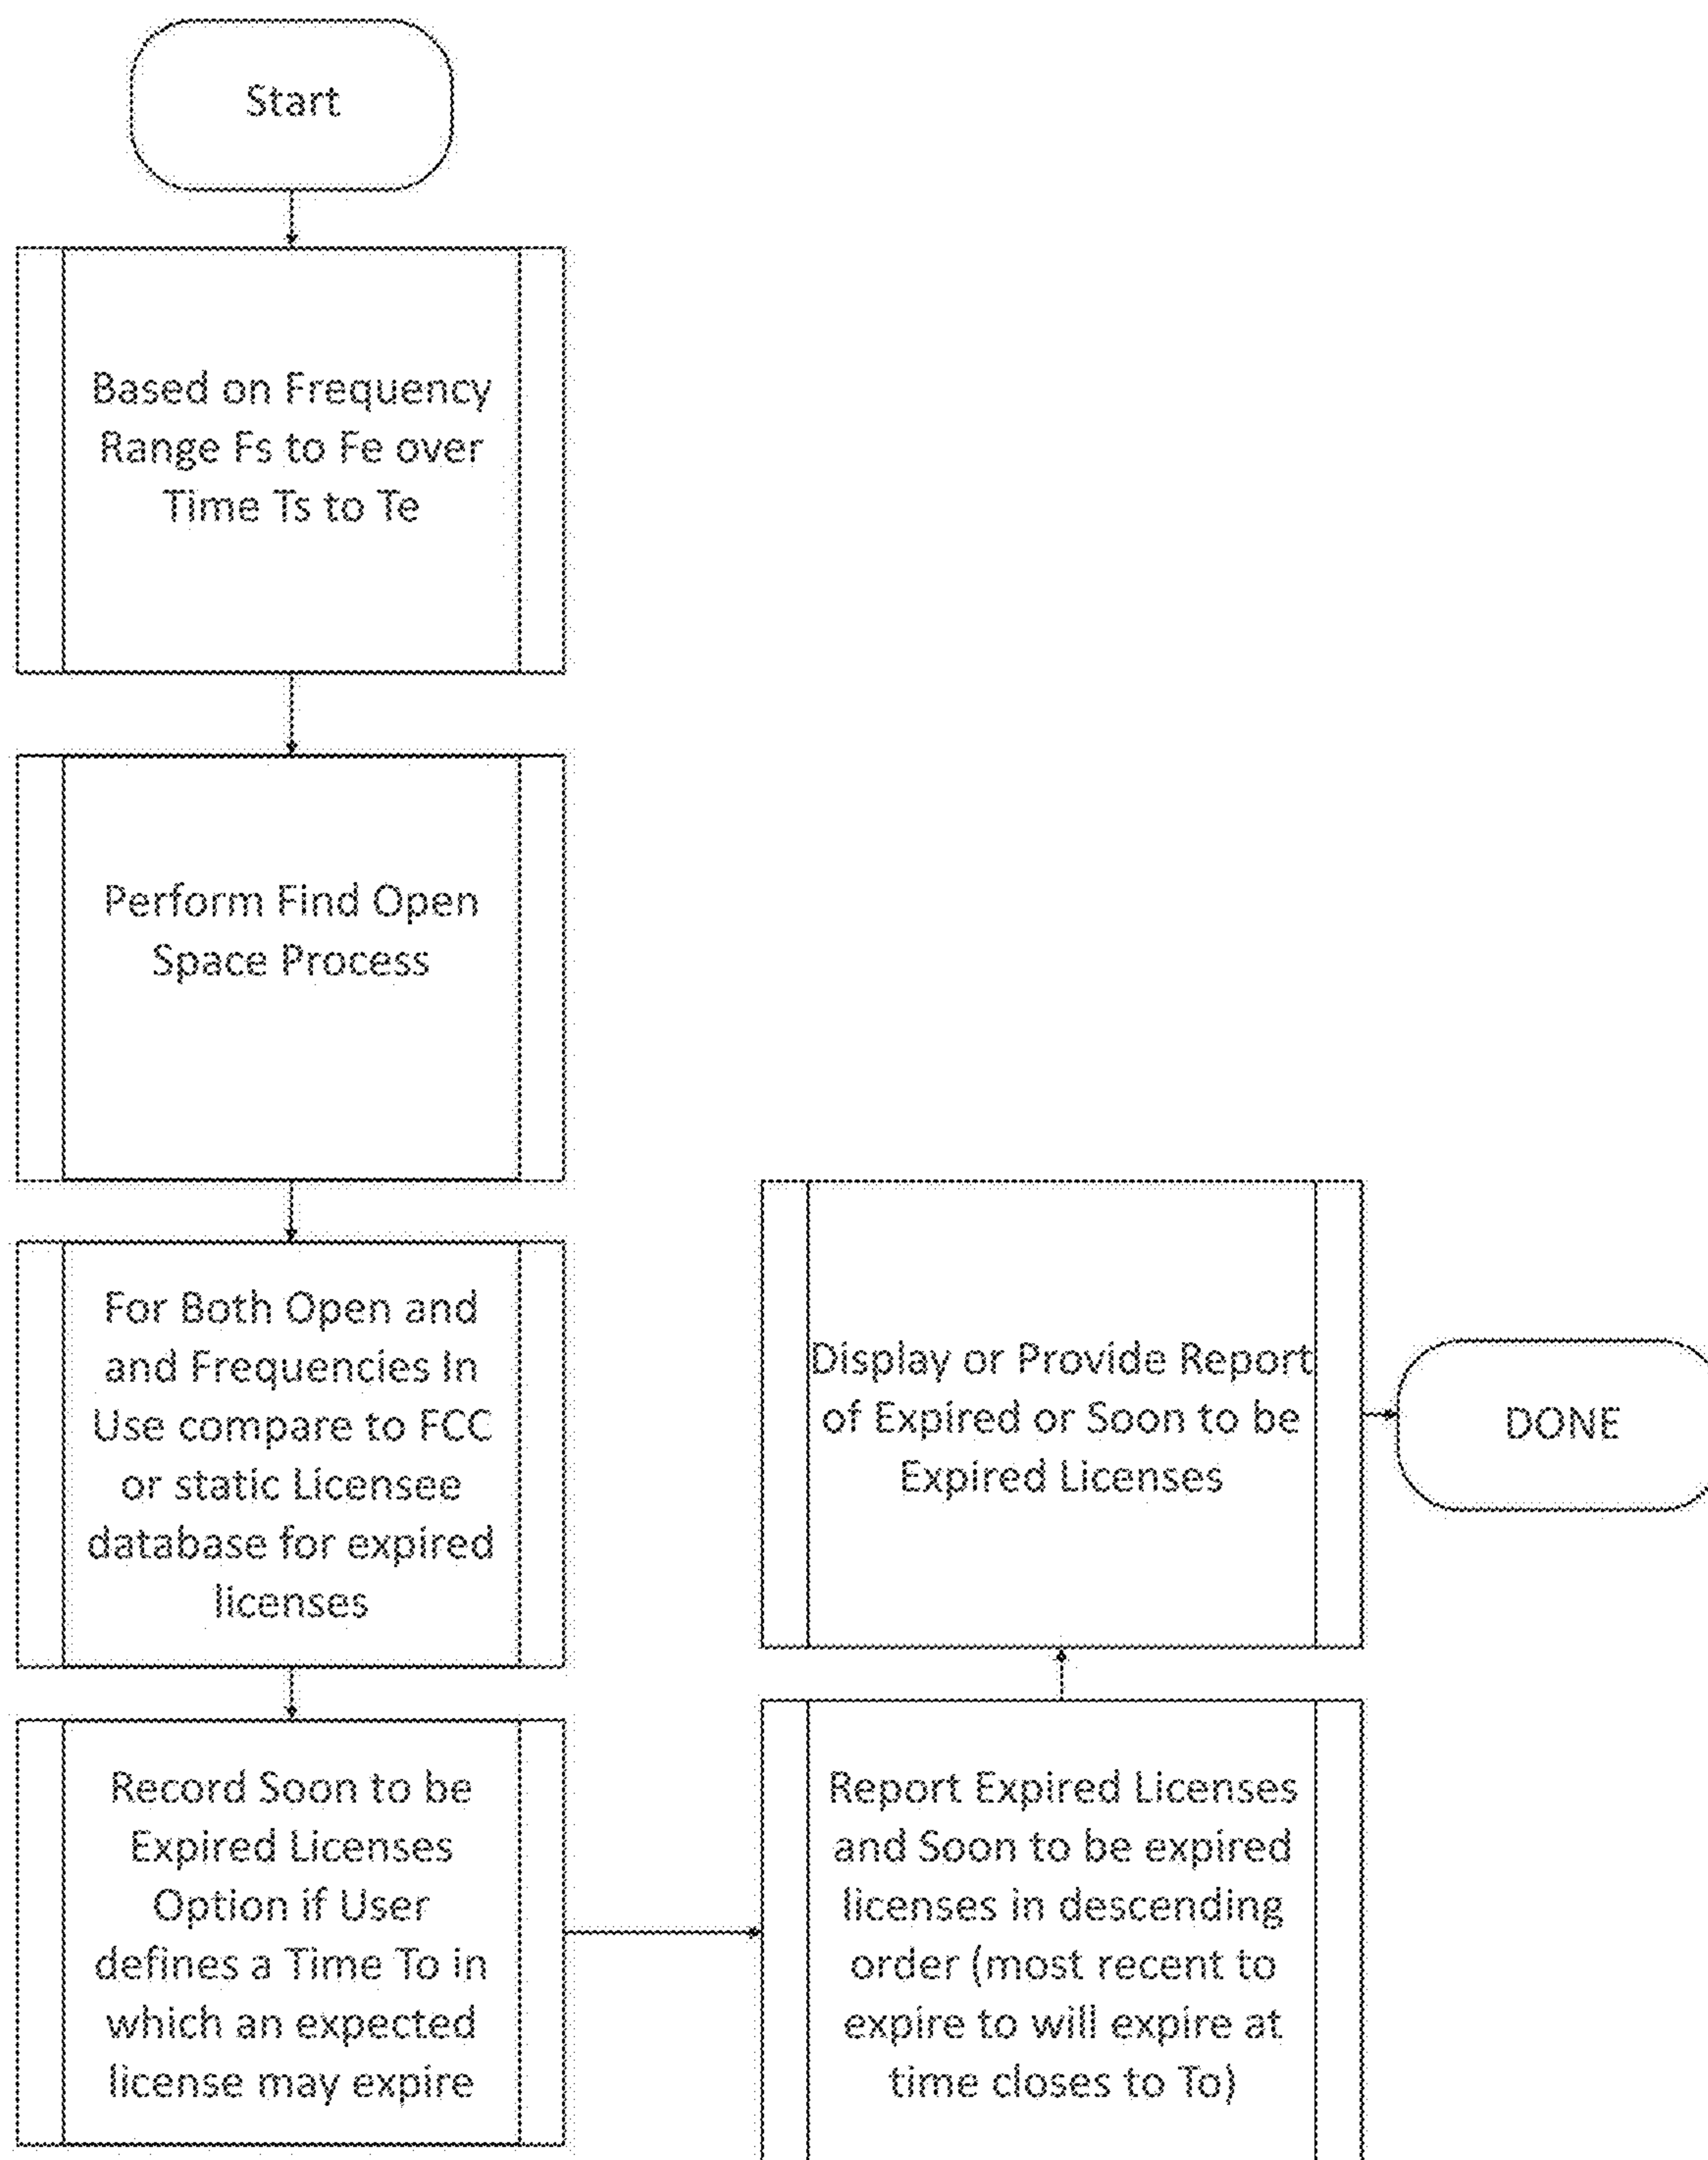 Start
Based on Frequency
Range Fs to Fe over
Time Ts to Te
Perform Find Open
Space Process
For Both Open and
and Frequencies In
Use compare to FCC
or static Licensee
database for expired
licenses
Record Soon to be
Expired Licenses
Option if User
defines a Time To in
which an expected
license may expire
Report Expired Licenses
and Soon to be expired
licenses in descending
order (most recent to
expire to will expire at
time closes to To)
Display or Provide Report
of Expired or Soon to be
Expired Licenses
DONE